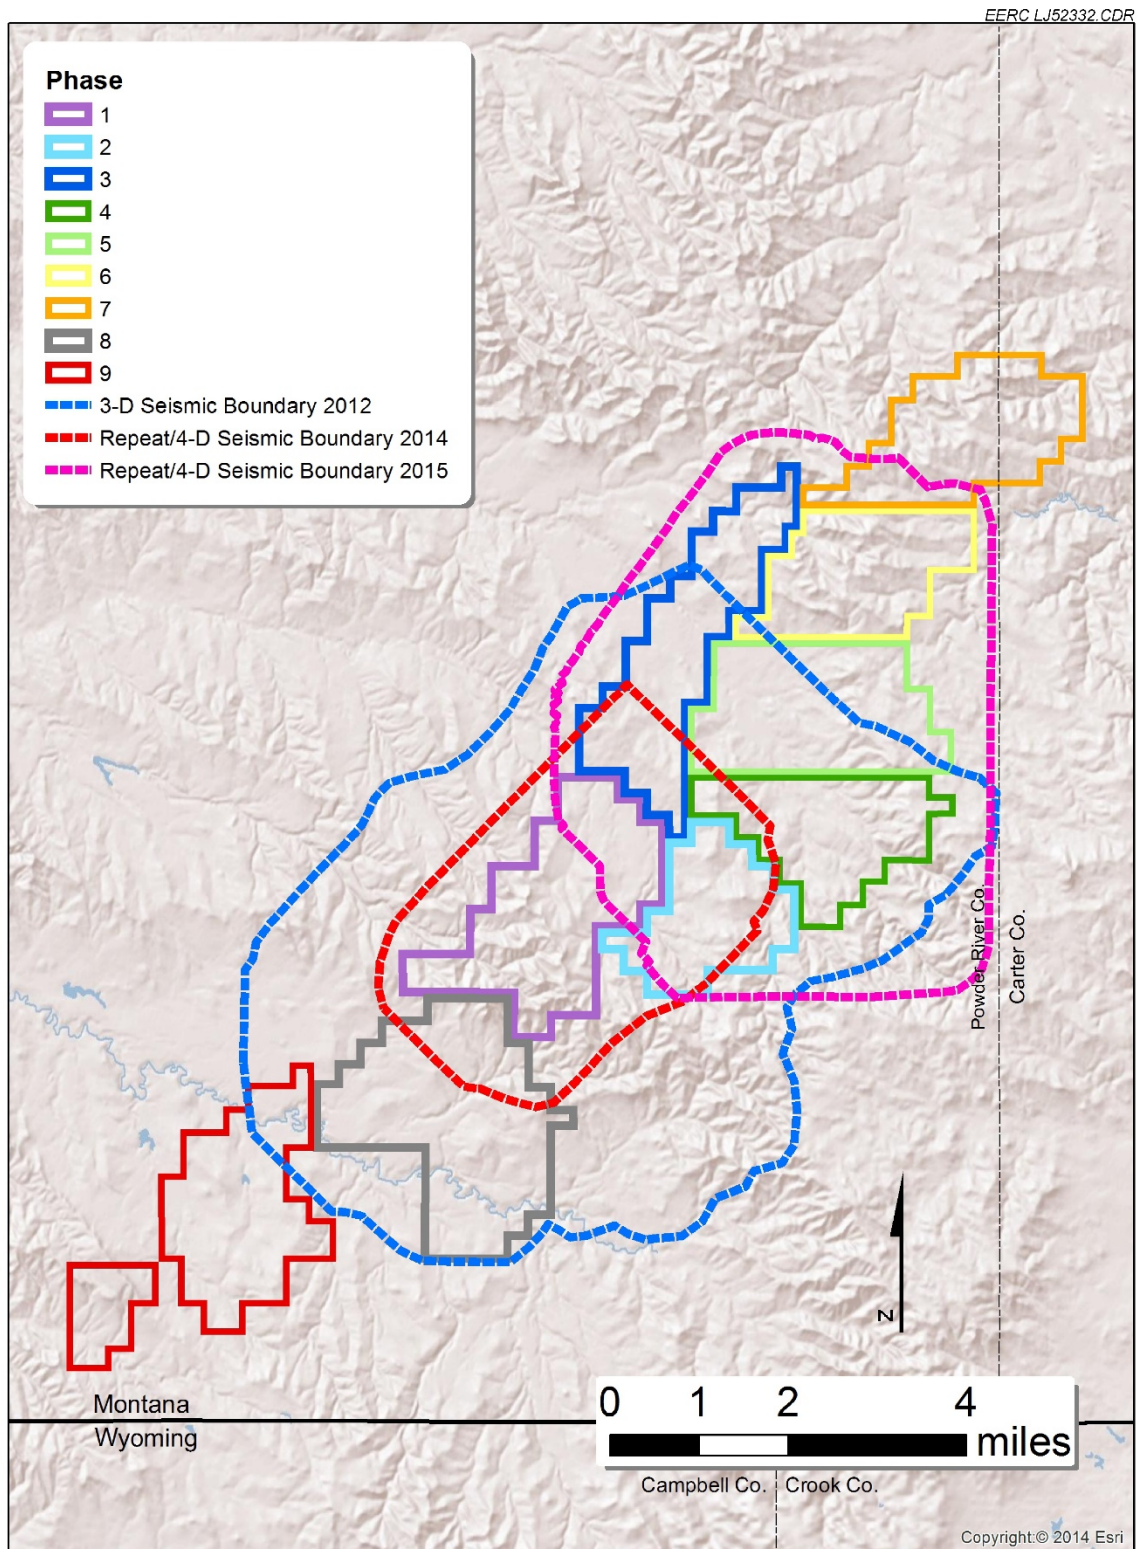 EERC LJ52332.CDR
Phase
1
2
3
4
5
6
7
8
9
3-D Seismic Boundary 2012
Repeat/4-D Seismic Boundary 2014
Repeat/4-D Seismic Boundary 2015
Powder River Co.
Carter Co.
N
Montana
Wyoming
0 1 2 4
miles
Campbell Co. Crook Co.
Copyright:© 2014 Esri